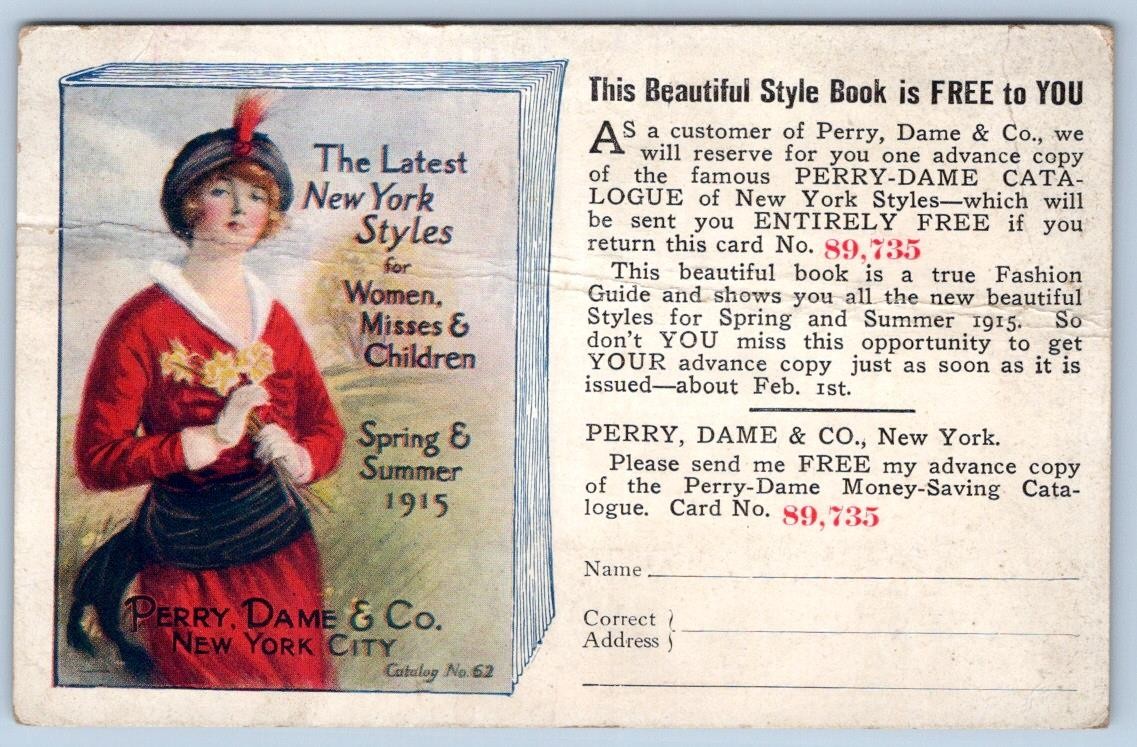 The Latest
New York
Styles
for
Women,
Misses &
Children
Spring &
Summer
1915
PERRY, DAME & CO.
NEW YORK CITY
Catalog No. 62
This Beautiful Style Book is FREE to YOU
AS a customer of Perry, Dame & Co., we
will reserve for you one advance copy
of the famous PERRY-DAME CATA-
LOGUE of New York Styles—which will
be sent you ENTIRELY FREE if you
return this card No. 89,735
This beautiful book is a true Fashion
Guide and shows you all the new beautiful
Styles for Spring and Summer 1915. So
don't YOU miss this opportunity to get
YOUR advance copy just as soon as it is
issued—about Feb. 1st.
PERRY, DAME & CO., New York.
Please send me FREE my advance copy
of the Perry-Dame Money-Saving Cata-
logue. Card No. 89,735
Name
Correct
Address